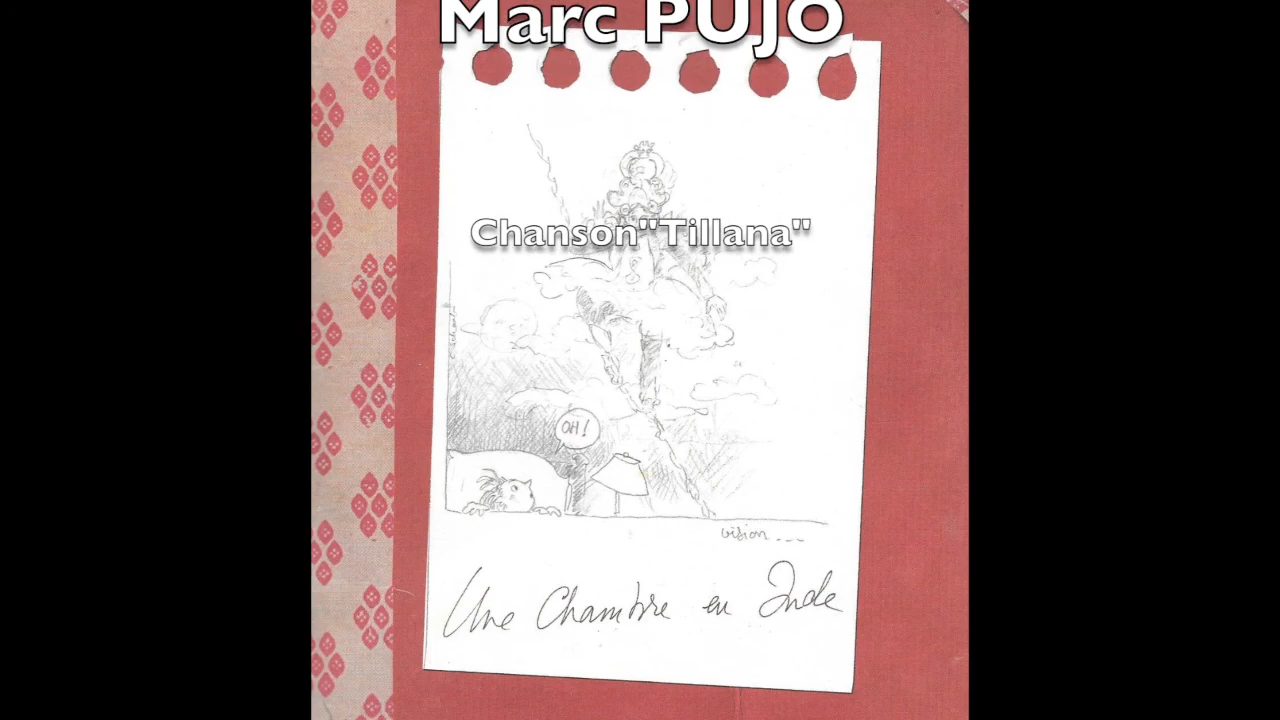 Marc PUJO
Chanson"Tillana"
OH!
vision---
Une Chambre en Inde